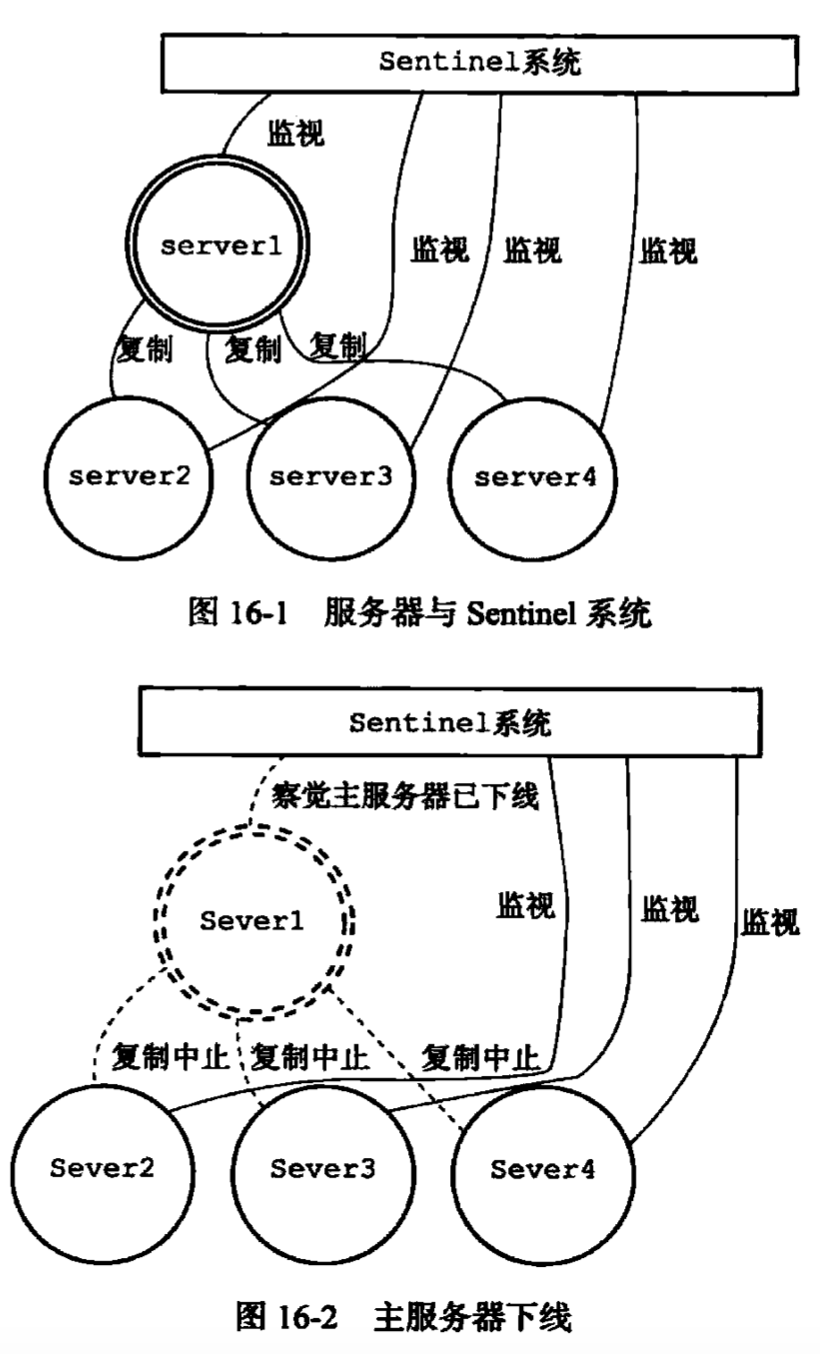 Sentinel系统
监视
server1
监视 监视 监视
复制 复制 复制
server2 server3 server4
图 16-1 服务器与 Sentinel 系统
Sentinel系统
察觉主服务器已下线
Sever1
监视 监视 监视
复制中止 复制中止 复制中止
Sever2 Sever3 Sever4
图 16-2 主服务器下线